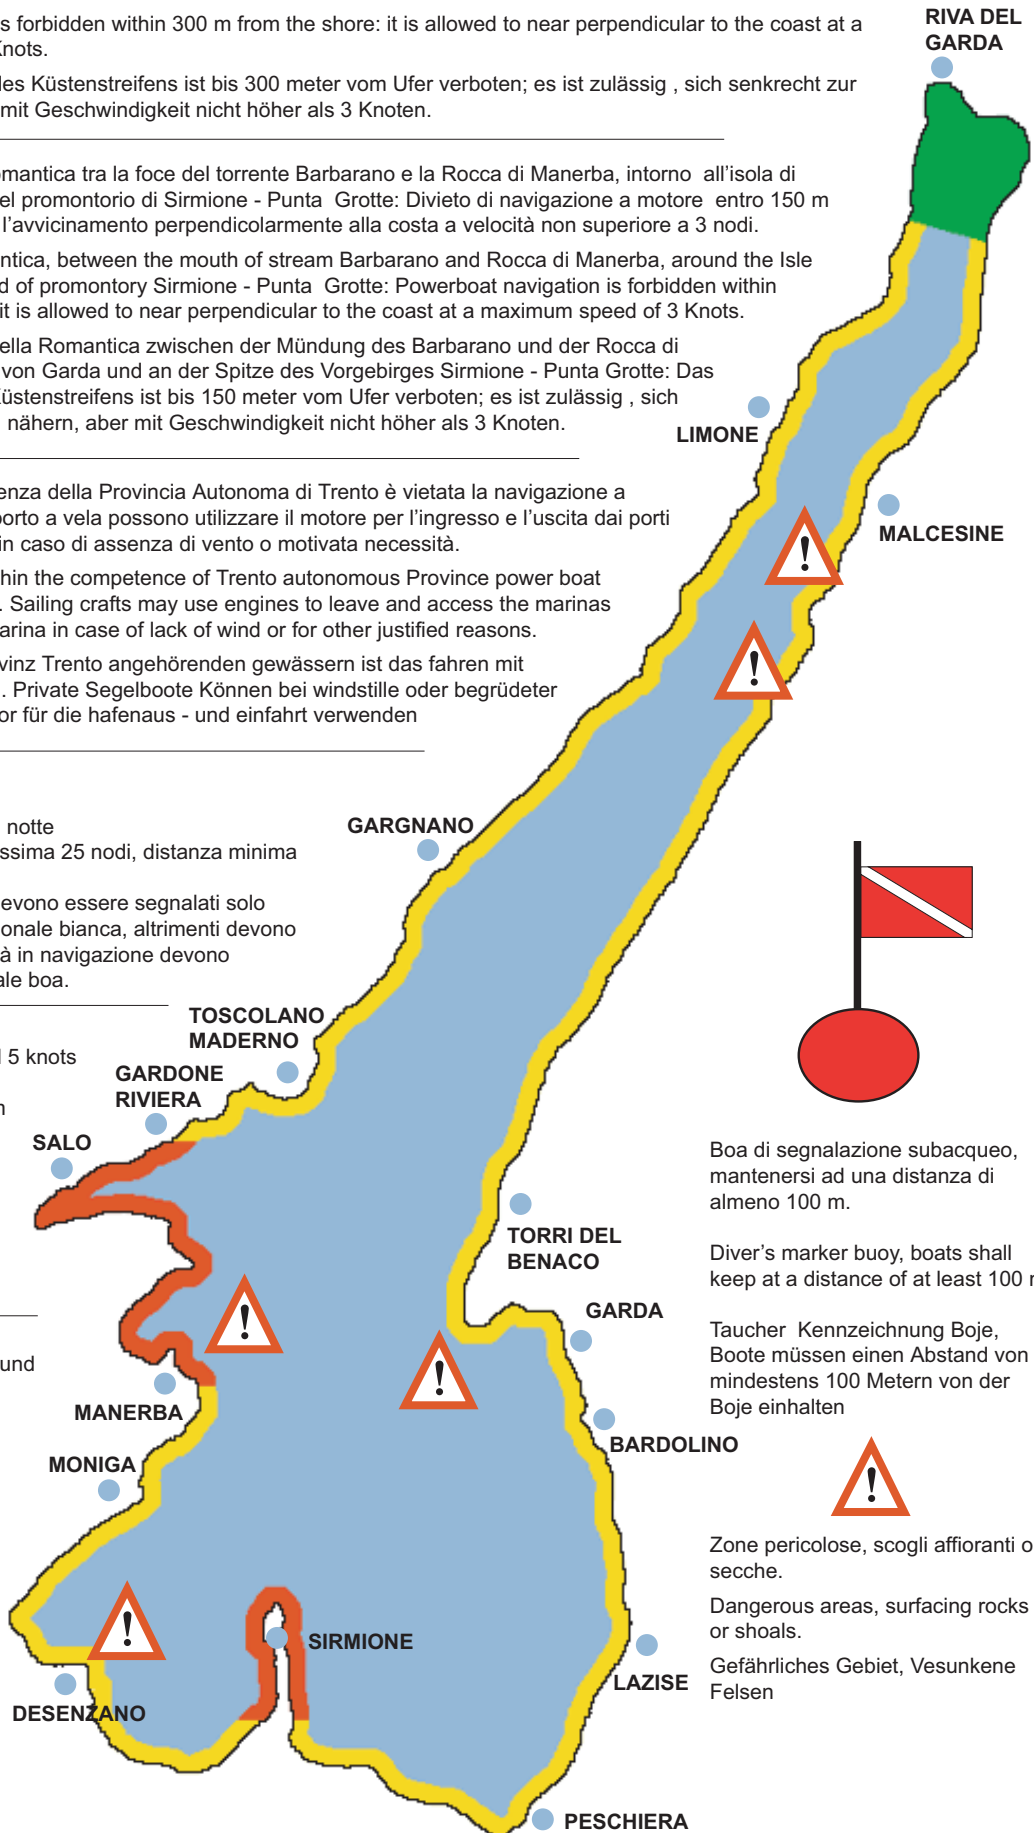 s forbidden within 300 m from the shore: it is allowed to near perpendicular to the coast at a
Knots.
des Küstenstreifens ist bis 300 meter vom Ufer verboten; es ist zulässig , sich senkrecht zur
mit Geschwindigkeit nicht höher als 3 Knoten.
omantica tra la foce del torrente Barbarano e la Rocca di Manerba, intorno all'isola di
el promontorio di Sirmione - Punta Grotte: Divieto di navigazione a motore entro 150 m
l'avvicinamento perpendicolarmente alla costa a velocità non superiore a 3 nodi.
ntica, between the mouth of stream Barbarano and Rocca di Manerba, around the Isle
d of promontory Sirmione - Punta Grotte: Powerboat navigation is forbidden within
it is allowed to near perpendicular to the coast at a maximum speed of 3 Knots.
ella Romantica zwischen der Mündung des Barbarano und der Rocca di
von Garda und an der Spitze des Vorgebirges Sirmione - Punta Grotte: Das
Küstenstreifens ist bis 150 meter vom Ufer verboten; es ist zulässig , sich
nähern, aber mit Geschwindigkeit nicht höher als 3 Knoten.
enza della Provincia Autonoma di Trento è vietata la navigazione a
porto a vela possono utilizzare il motore per l'ingresso e l'uscita dai porti
in caso di assenza di vento o motivata necessità.
hin the competence of Trento autonomous Province power boat
. Sailing crafts may use engines to leave and access the marinas
arina in case of lack of wind or for other justified reasons.
vinz Trento angehörenden gewässern ist das fahren mit
. Private Segelboote Können bei windstille oder begrüdeter
or für die hafenaus - und einfahrt verwenden
notte
ssima 25 nodi, distanza minima
evono essere segnalati solo
onale bianca, altrimenti devono
à in navigazione devono
ale boa.
5 knots
n
und
RIVA DEL
GARDA
LIMONE
MALCESINE
GARGNANO
TOSCOLANO
MADERNO
GARDONE
RIVIERA
SALO
TORRI DEL
BENACO
GARDA
MANERBA
BARDOLINO
MONIGA
SIRMIONE
LAZISE
DESENZANO
PESCHIERA
Boa di segnalazione subacqueo,
mantenersi ad una distanza di
almeno 100 m.
Diver's marker buoy, boats shall
keep at a distance of at least 100 m
Taucher Kennzeichnung Boje,
Boote müssen einen Abstand von
mindestens 100 Metern von der
Boje einhalten
Zone pericolose, scogli affioranti o
secche.
Dangerous areas, surfacing rocks
or shoals.
Gefährliches Gebiet, Vesunkene
Felsen